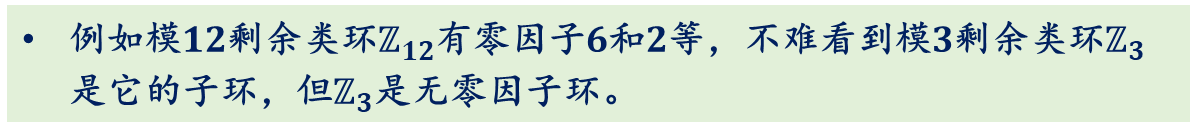 • 例如模12剩余类环ℤ₁₂有零因子6和2等，不难看到模3剩余类环ℤ₃
是它的子环，但ℤ₃是无零因子环。